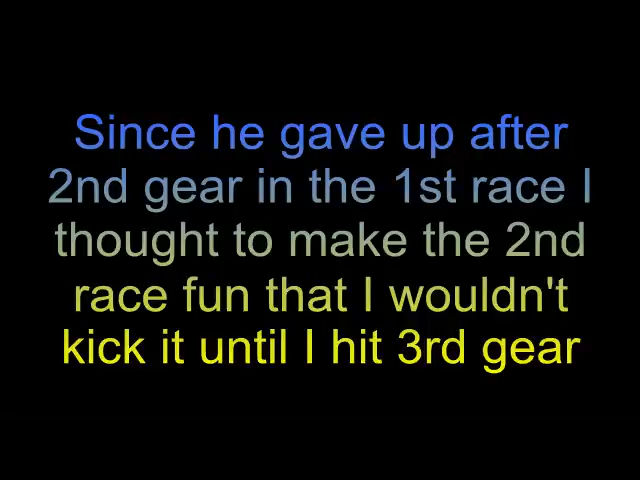 Since he gave up after
2nd gear in the 1st race I
thought to make the 2nd
race fun that I wouldn't
kick it until I hit 3rd gear